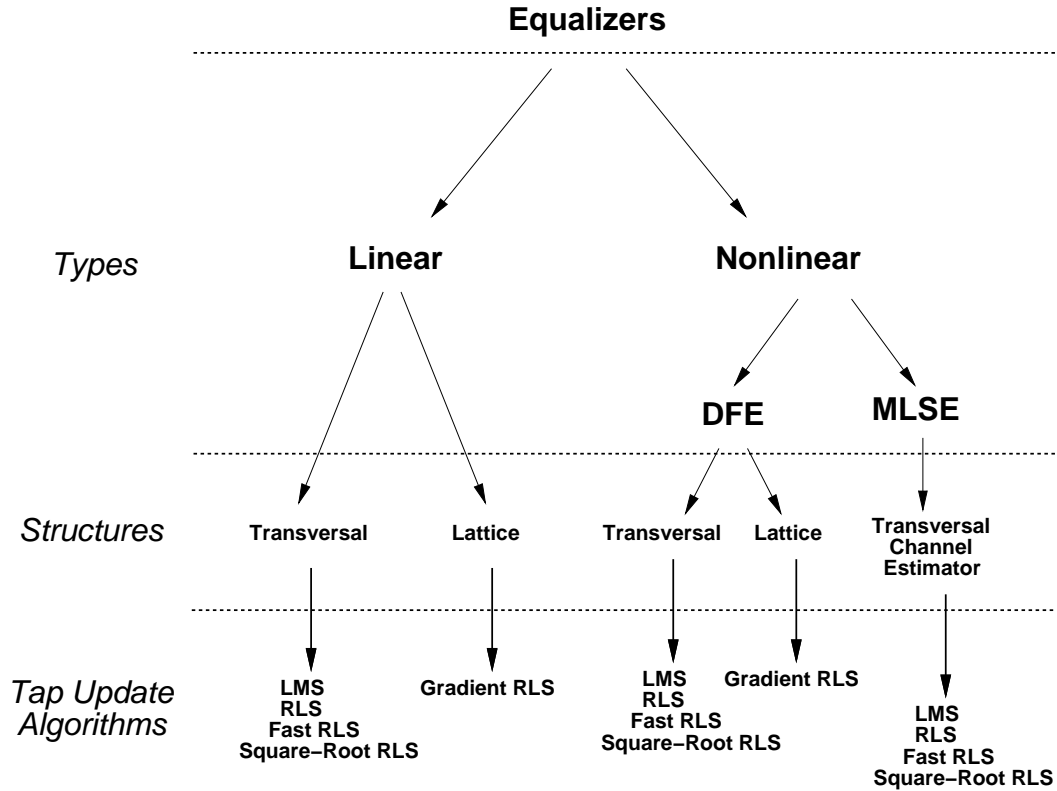 Equalizers
Types
Linear
Nonlinear
DFE
MLSE
Structures
Transversal
Lattice
Transversal
Lattice
Transversal
Channel
Estimator
Tap Update
Algorithms
LMS
RLS
Fast RLS
Square−Root RLS
Gradient RLS
LMS
RLS
Fast RLS
Square−Root RLS
Gradient RLS
LMS
RLS
Fast RLS
Square−Root RLS